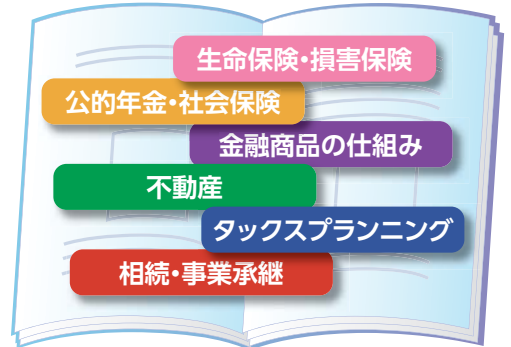 生命保険・損害保険
公的年金・社会保険
金融商品の仕組み
不動産
タックスプランニング
相続・事業承継